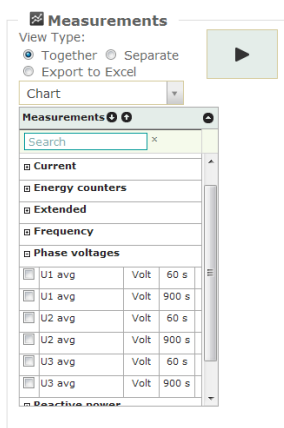 Measurements
View Type:
Together Separate
Export to Excel
Chart
Measurements
Search ×
Current
Energy counters
Extended
Frequency
Phase voltages
U1 avg Volt 60 s
U1 avg Volt 900 s
U2 avg Volt 60 s
U2 avg Volt 900 s
U3 avg Volt 60 s
U3 avg Volt 900 s
Reactive power